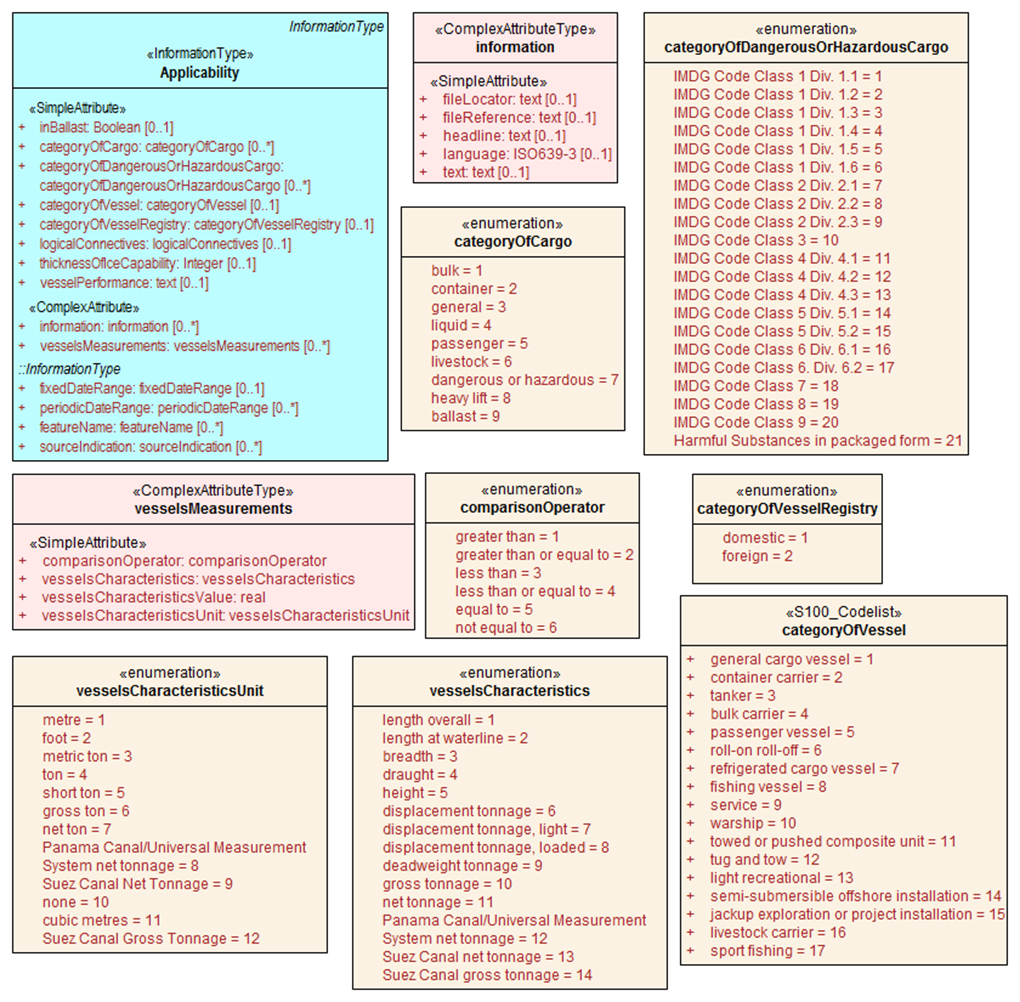 InformationType
«InformationType»
Applicability
«SimpleAttribute»
+ inBallast: Boolean [0..1]
+ categoryOfCargo: categoryOfCargo [0..*]
+ categoryOfDangerousOrHazardousCargo:
categoryOfDangerousOrHazardousCargo [0..*]
+ categoryOfVessel: categoryOfVessel [0..1]
+ categoryOfVesselRegistry: categoryOfVesselRegistry [0..1]
+ logicalConnectives: logicalConnectives [0..1]
+ thicknessOfIceCapability: Integer [0..1]
+ vesselPerformance: text [0..1]
«ComplexAttribute»
+ information: information [0..*]
+ vesselsMeasurements: vesselsMeasurements [0..*]
::InformationType
+ fixedDateRange: fixedDateRange [0..1]
+ periodicDateRange: periodicDateRange [0..*]
+ featureName: featureName [0..*]
+ sourceIndication: sourceIndication [0..*]
«ComplexAttributeType»
information
«SimpleAttribute»
+ fileLocator: text [0..1]
+ fileReference: text [0..1]
+ headline: text [0..1]
+ language: ISO639-3 [0..1]
+ text: text [0..1]
«enumeration»
categoryOfCargo
bulk = 1
container = 2
general = 3
liquid = 4
passenger = 5
livestock = 6
dangerous or hazardous = 7
heavy lift = 8
ballast = 9
«enumeration»
categoryOfDangerousOrHazardousCargo
IMDG Code Class 1 Div. 1.1 = 1
IMDG Code Class 1 Div. 1.2 = 2
IMDG Code Class 1 Div. 1.3 = 3
IMDG Code Class 1 Div. 1.4 = 4
IMDG Code Class 1 Div. 1.5 = 5
IMDG Code Class 1 Div. 1.6 = 6
IMDG Code Class 2 Div. 2.1 = 7
IMDG Code Class 2 Div. 2.2 = 8
IMDG Code Class 2 Div. 2.3 = 9
IMDG Code Class 3 = 10
IMDG Code Class 4 Div. 4.1 = 11
IMDG Code Class 4 Div. 4.2 = 12
IMDG Code Class 4 Div. 4.3 = 13
IMDG Code Class 5 Div. 5.1 = 14
IMDG Code Class 5 Div. 5.2 = 15
IMDG Code Class 6 Div. 6.1 = 16
IMDG Code Class 6. Div. 6.2 = 17
IMDG Code Class 7 = 18
IMDG Code Class 8 = 19
IMDG Code Class 9 = 20
Harmful Substances in packaged form = 21
«ComplexAttributeType»
vesselsMeasurements
«SimpleAttribute»
+ comparisonOperator: comparisonOperator
+ vesselsCharacteristics: vesselsCharacteristics
+ vesselsCharacteristicsValue: real
+ vesselsCharacteristicsUnit: vesselsCharacteristicsUnit
«enumeration»
comparisonOperator
greater than = 1
greater than or equal to = 2
less than = 3
less than or equal to = 4
equal to = 5
not equal to = 6
«enumeration»
categoryOfVesselRegistry
domestic = 1
foreign = 2
«enumeration»
vesselsCharacteristicsUnit
metre = 1
foot = 2
metric ton = 3
ton = 4
short ton = 5
gross ton = 6
net ton = 7
Panama Canal/Universal Measurement
System net tonnage = 8
Suez Canal Net Tonnage = 9
none = 10
cubic metres = 11
Suez Canal Gross Tonnage = 12
«enumeration»
vesselsCharacteristics
length overall = 1
length at waterline = 2
breadth = 3
draught = 4
height = 5
displacement tonnage = 6
displacement tonnage, light = 7
displacement tonnage, loaded = 8
deadweight tonnage = 9
gross tonnage = 10
net tonnage = 11
Panama Canal/Universal Measurement
System net tonnage = 12
Suez Canal net tonnage = 13
Suez Canal gross tonnage = 14
«S100_Codelist»
categoryOfVessel
+ general cargo vessel = 1
+ container carrier = 2
+ tanker = 3
+ bulk carrier = 4
+ passenger vessel = 5
+ roll-on roll-off = 6
+ refrigerated cargo vessel = 7
+ fishing vessel = 8
+ service = 9
+ warship = 10
+ towed or pushed composite unit = 11
+ tug and tow = 12
+ light recreational = 13
+ semi-submersible offshore installation = 14
+ jackup exploration or project installation = 15
+ livestock carrier = 16
+ sport fishing = 17